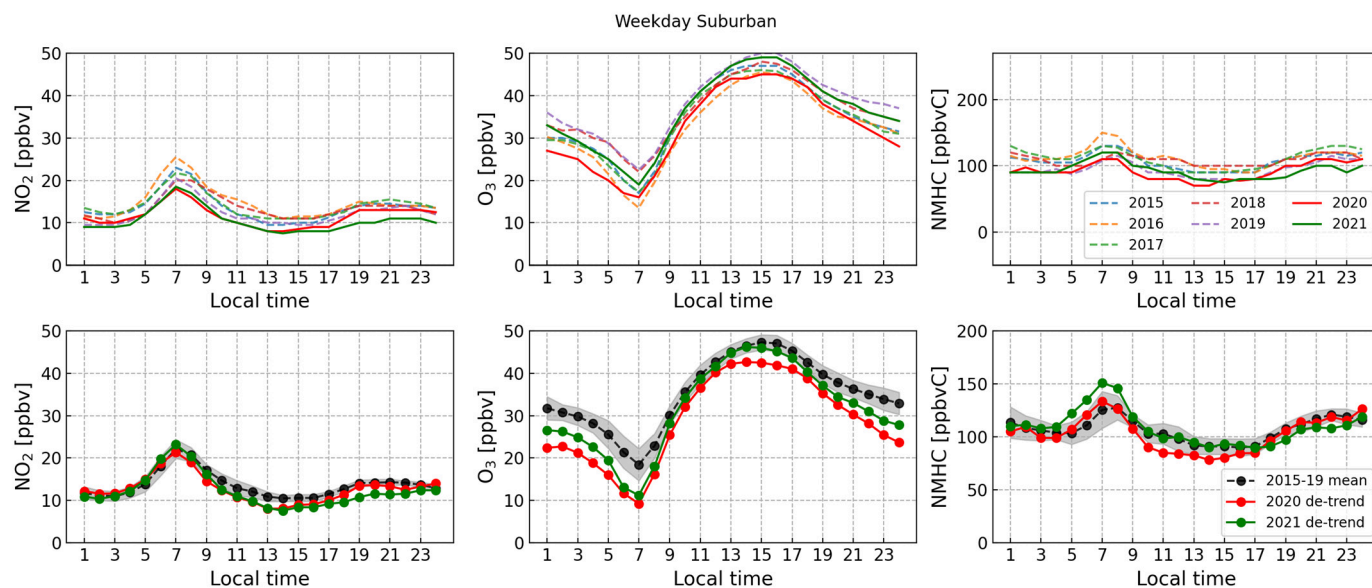 Weekday Suburban
NO2 [ppbv]
50
40
30
20
10
0
1 3 5 7 9 11 13 15 17 19 21 23
Local time
O3 [ppbv]
50
40
30
20
10
0
1 3 5 7 9 11 13 15 17 19 21 23
Local time
NMHC [ppbvC]
200
100
0
2015 2018 2020
2016 2019 2021
2017
1 3 5 7 9 11 13 15 17 19 21 23
Local time
NO2 [ppbv]
50
40
30
20
10
0
1 3 5 7 9 11 13 15 17 19 21 23
Local time
O3 [ppbv]
50
40
30
20
10
0
1 3 5 7 9 11 13 15 17 19 21 23
Local time
NMHC [ppbvC]
200
150
100
50
0
2015-19 mean
2020 de-trend
2021 de-trend
1 3 5 7 9 11 13 15 17 19 21 23
Local time